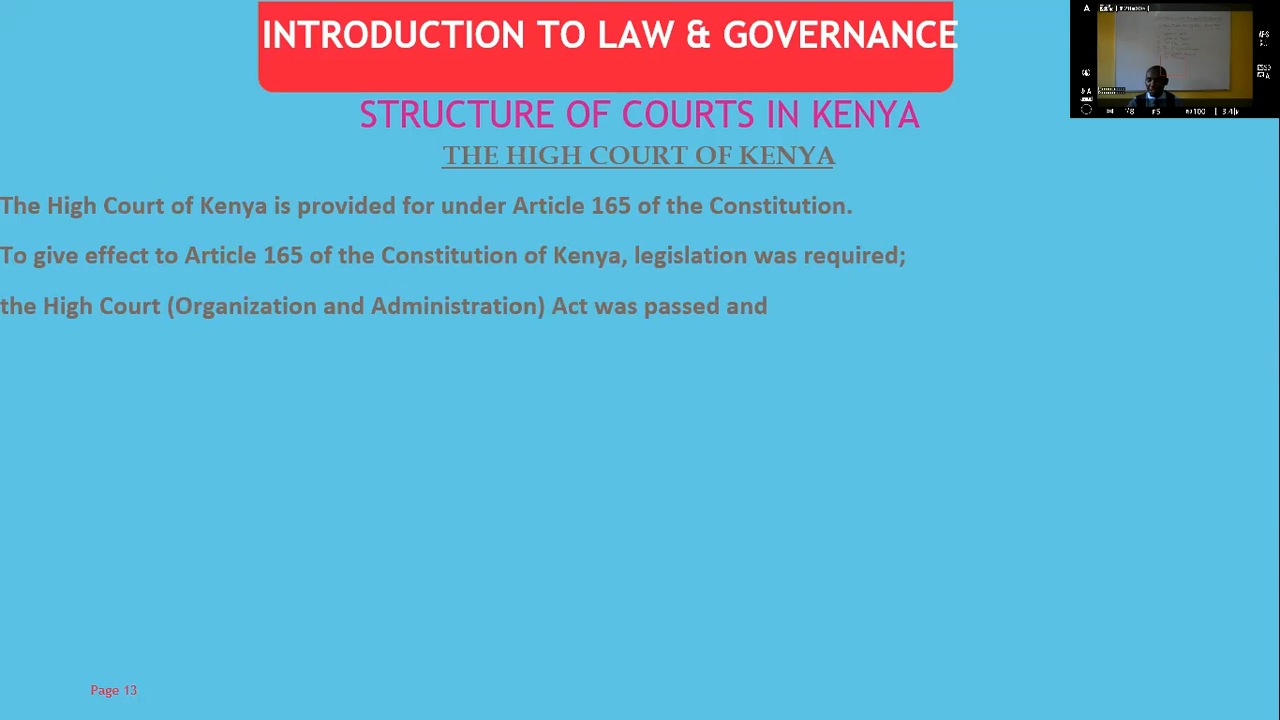 INTRODUCTION TO LAW & GOVERNANCE
STRUCTURE OF COURTS IN KENYA
THE HIGH COURT OF KENYA
The High Court of Kenya is provided for under Article 165 of the Constitution.
To give effect to Article 165 of the Constitution of Kenya, legislation was required;
the High Court (Organization and Administration) Act was passed and
Page 13